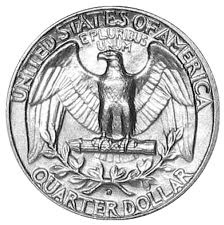 UNITED STATES OF AMERICA
E PLURIBUS
UNUM
QUARTER DOLLAR